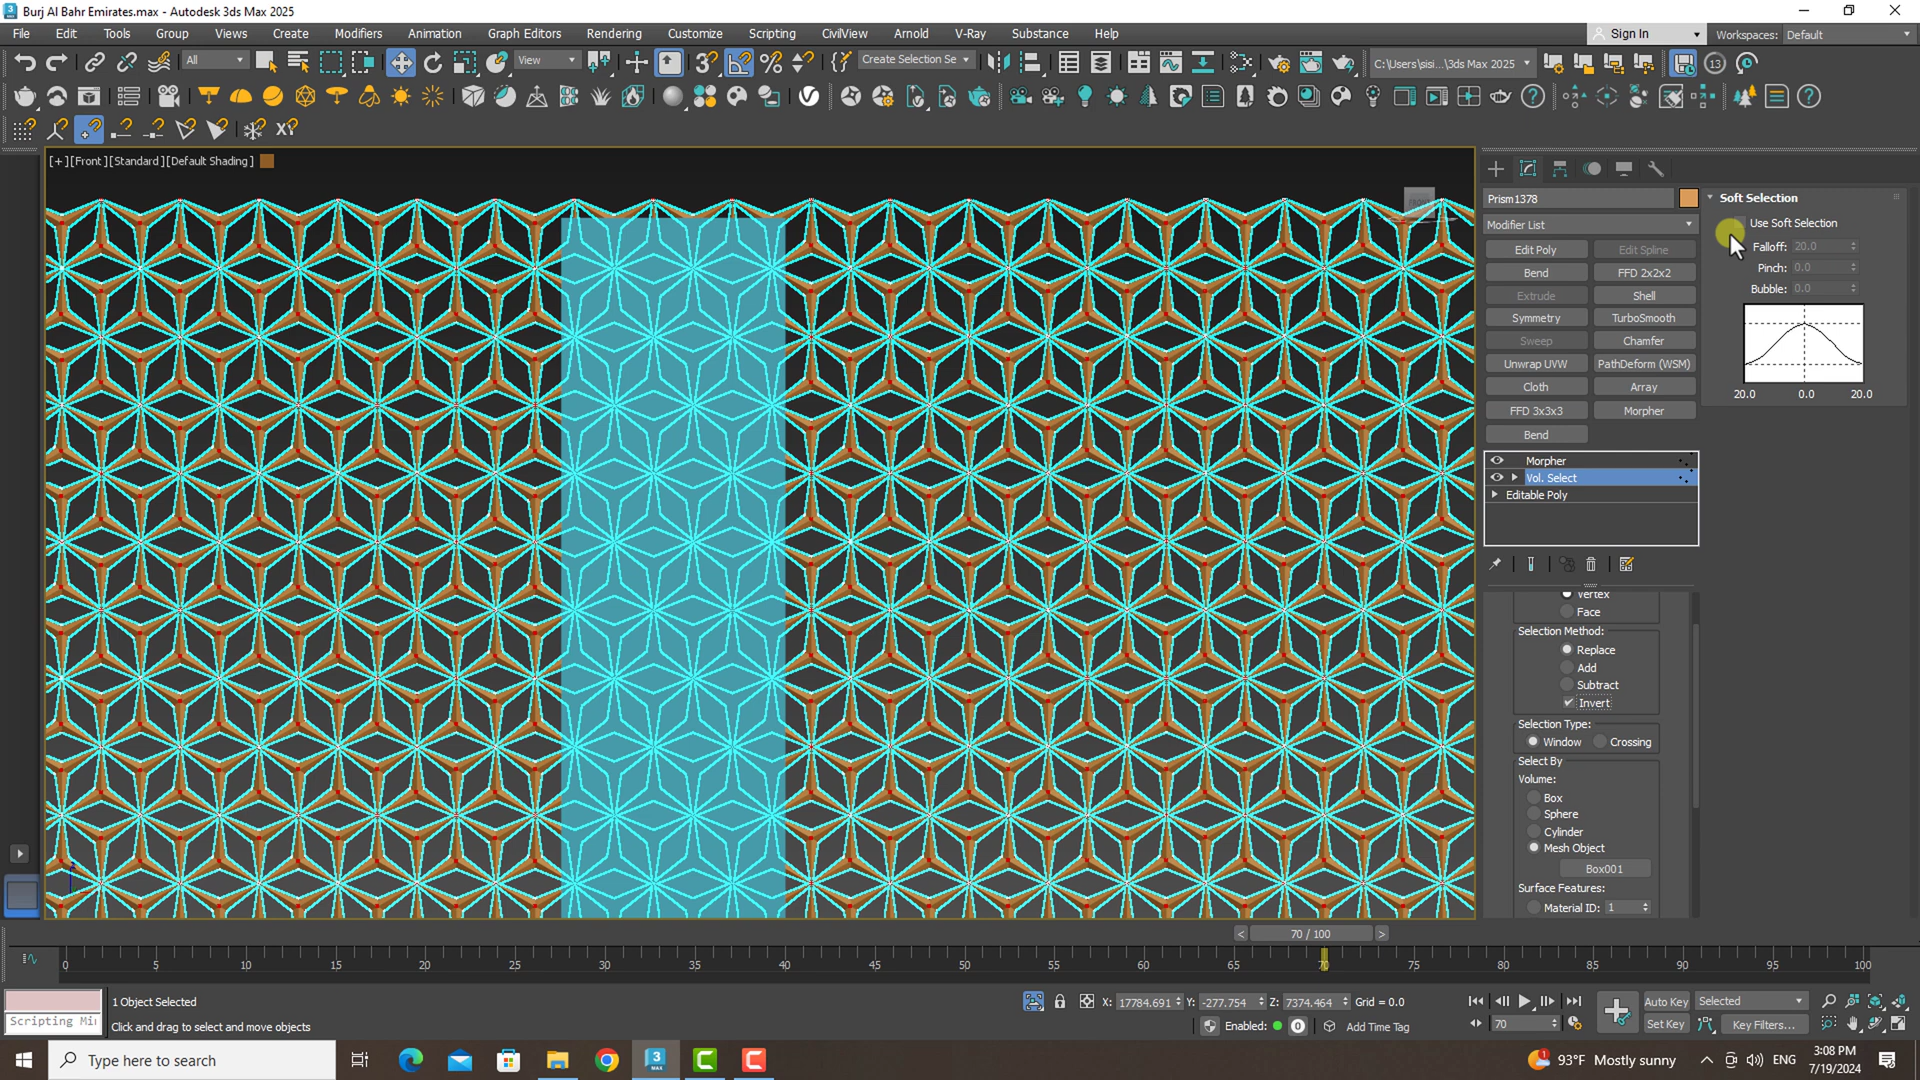 Burj Al Bahr Emirates.max - Autodesk 3ds Max 2025
File Edit Tools Group Views Create Modifiers Animation Graph Editors Rendering Customize Scripting CivilView Arnold V-Ray Substance Help
Sign In
Workspaces: Default
All
View
Create Selection Se
C:\Users\sisi...\3ds Max 2025
[+][Front][Standard][Default Shading]
Prism1378
Modifier List
Edit Poly Edit Spline
Bend FFD 2x2x2
Extrude Shell
Symmetry TurboSmooth
Sweep Chamfer
Unwrap UVW PathDeform (WSM)
Cloth Array
FFD 3x3x3 Morpher
Bend
Morpher
Vol. Select
Editable Poly
Vertex
Face
Selection Method:
Replace
Add
Subtract
Invert
Selection Type:
Window Crossing
Select By
Volume:
Box
Sphere
Cylinder
Mesh Object
Box001
Surface Features:
Material ID: 1
Soft Selection
Use Soft Selection
Falloff: 20.0
Pinch: 0.0
Bubble: 0.0
20.0 0.0 20.0
< 70 / 100 >
0 5 10 15 20 25 30 35 40 45 50 55 60 65 70 75 80 85 90 95 100
1 Object Selected
X: 17784.691 Y: -277.754 Z: 7374.464 Grid = 0.0
Auto Key Selected
Scripting Mi
Click and drag to select and move objects
Enabled: 0 Add Time Tag
70
Set Key Key Filters...
Type here to search
93°F Mostly sunny
ENG
3:08 PM
7/19/2024